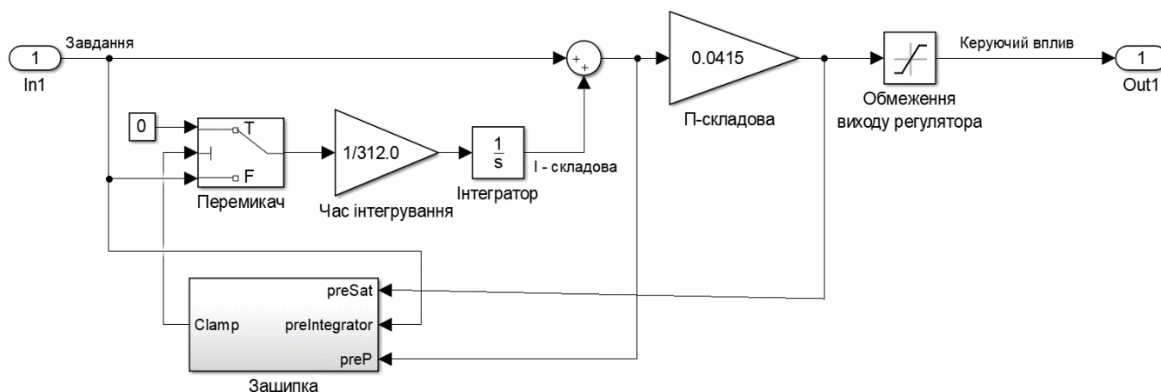 1
In1
Завдання
0
T
F
Перемикач
1/312.0
Час інтегрування
1
s
Інтегратор
І - складова
+
+
0.0415
П-складова
Обмеження
виходу регулятора
Керуючий вплив
1
Out1
preSat
Clamp
preIntegrator
preP
Защипка